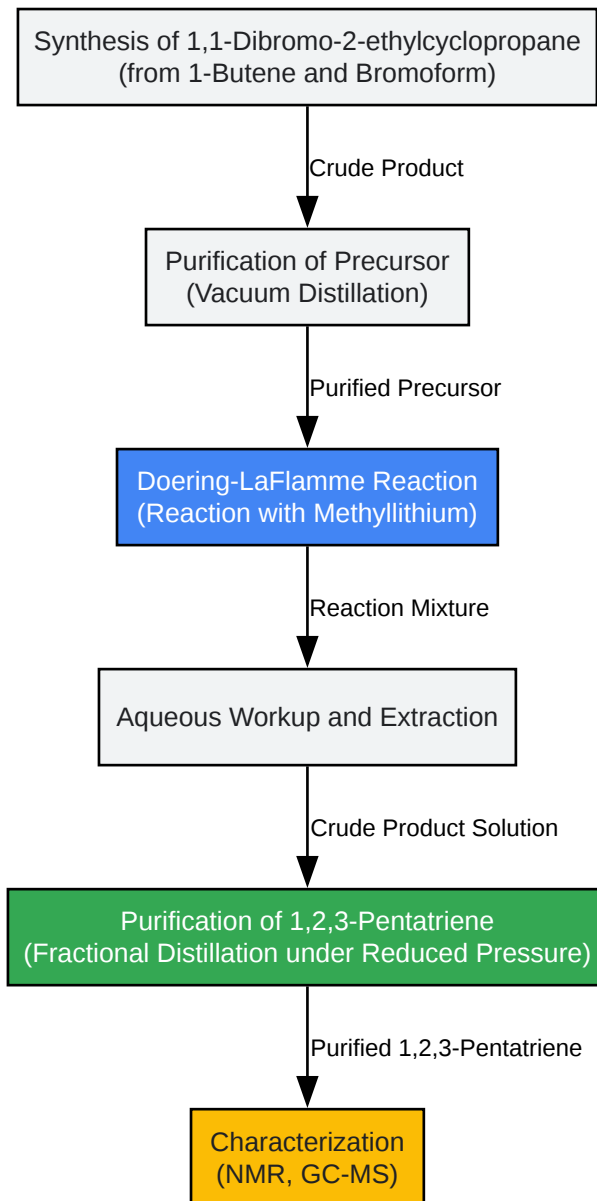 Synthesis of 1,1-Dibromo-2-ethylcyclopropane
(from 1-Butene and Bromoform)
Crude Product
Purification of Precursor
(Vacuum Distillation)
Purified Precursor
Doering-LaFlamme Reaction
(Reaction with Methyllithium)
Reaction Mixture
Aqueous Workup and Extraction
Crude Product Solution
Purification of 1,2,3-Pentatriene
(Fractional Distillation under Reduced Pressure)
Purified 1,2,3-Pentatriene
Characterization
(NMR, GC-MS)